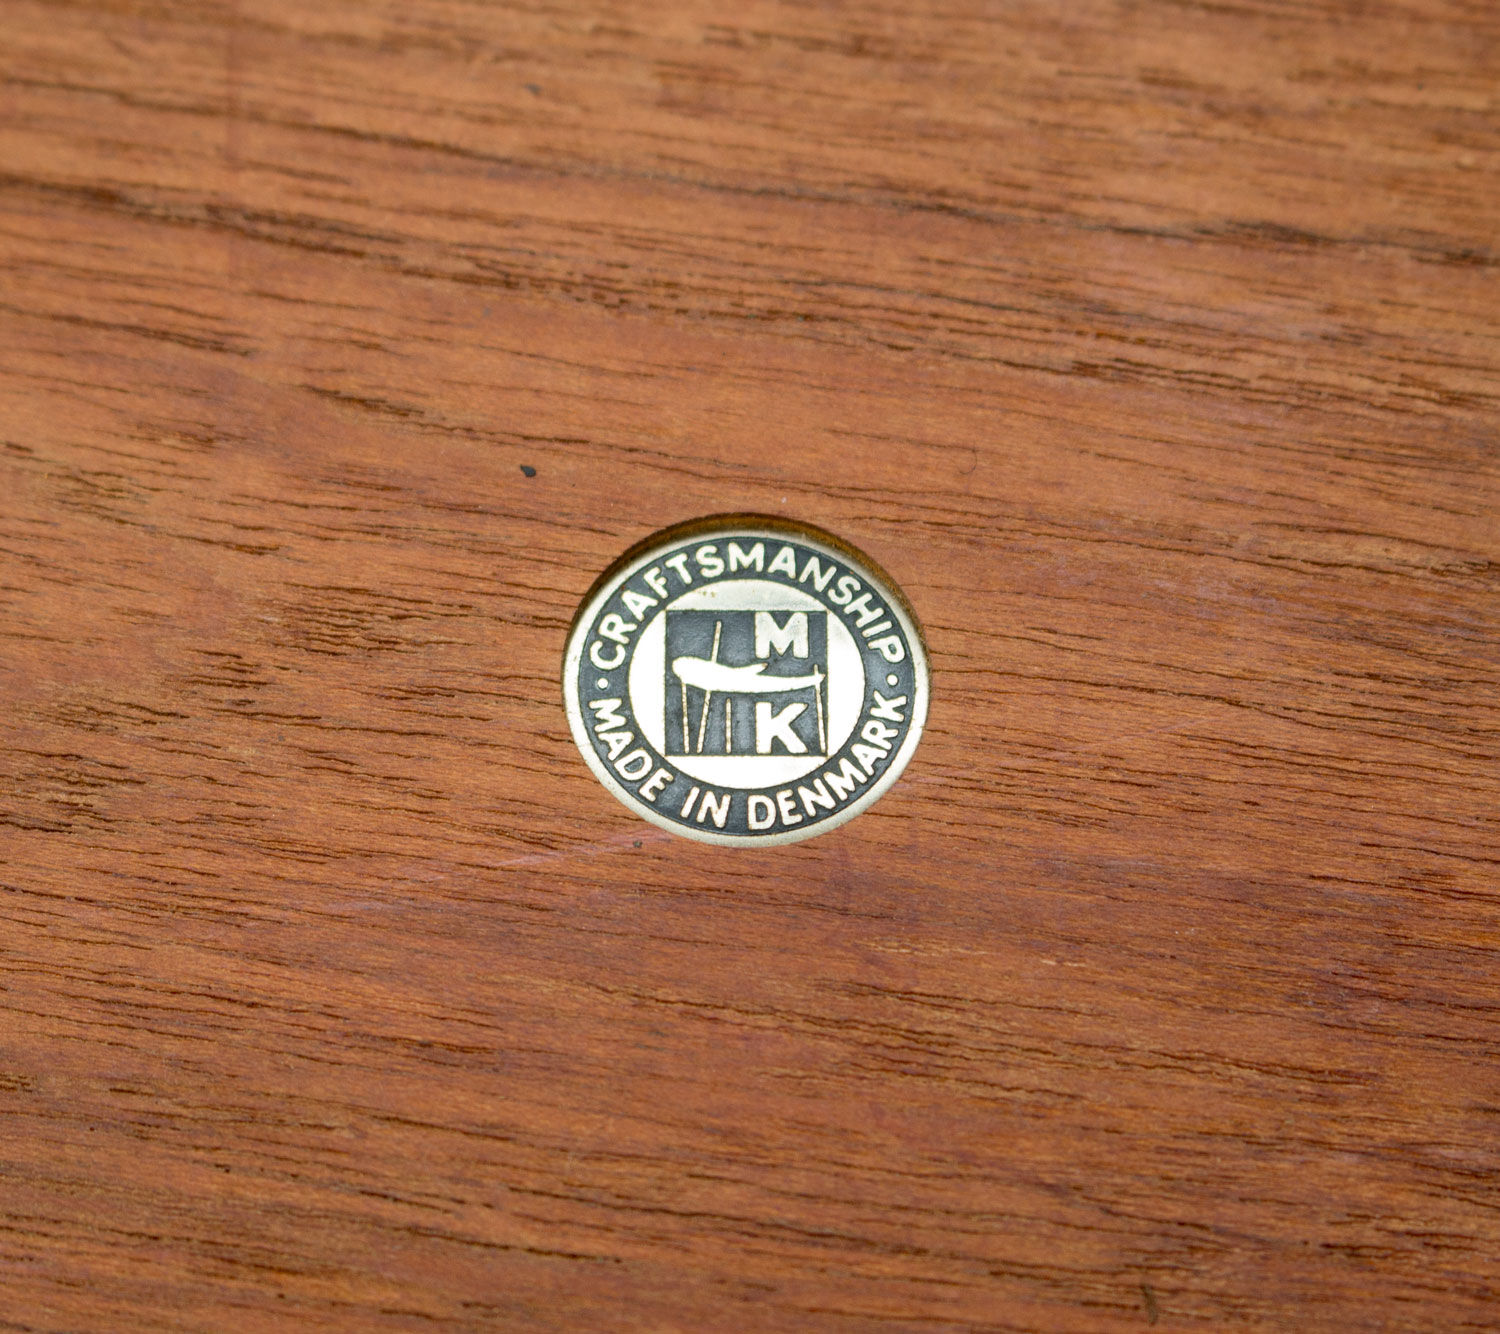 · CRAFTSMANSHIP ·
M
K
MADE IN DENMARK